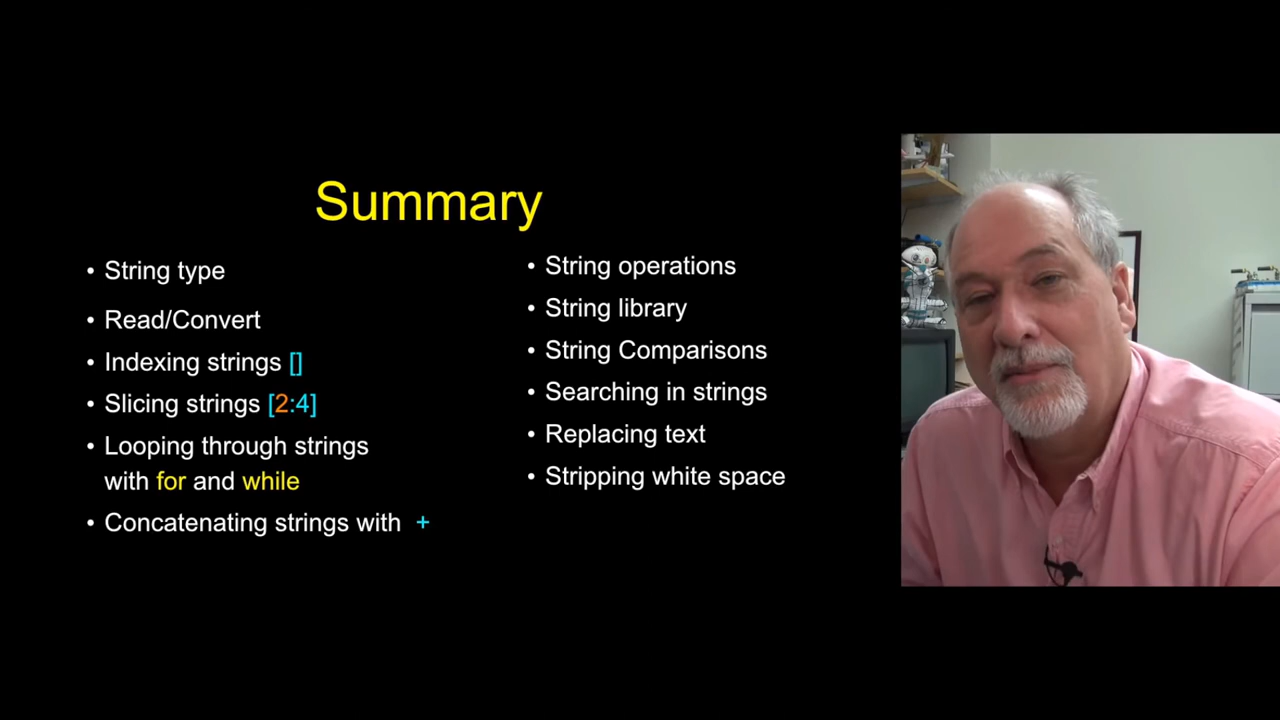 Summary
• String type
• Read/Convert
• Indexing strings []
• Slicing strings [2:4]
• Looping through strings
with for and while
• Concatenating strings with +
• String operations
• String library
• String Comparisons
• Searching in strings
• Replacing text
• Stripping white space